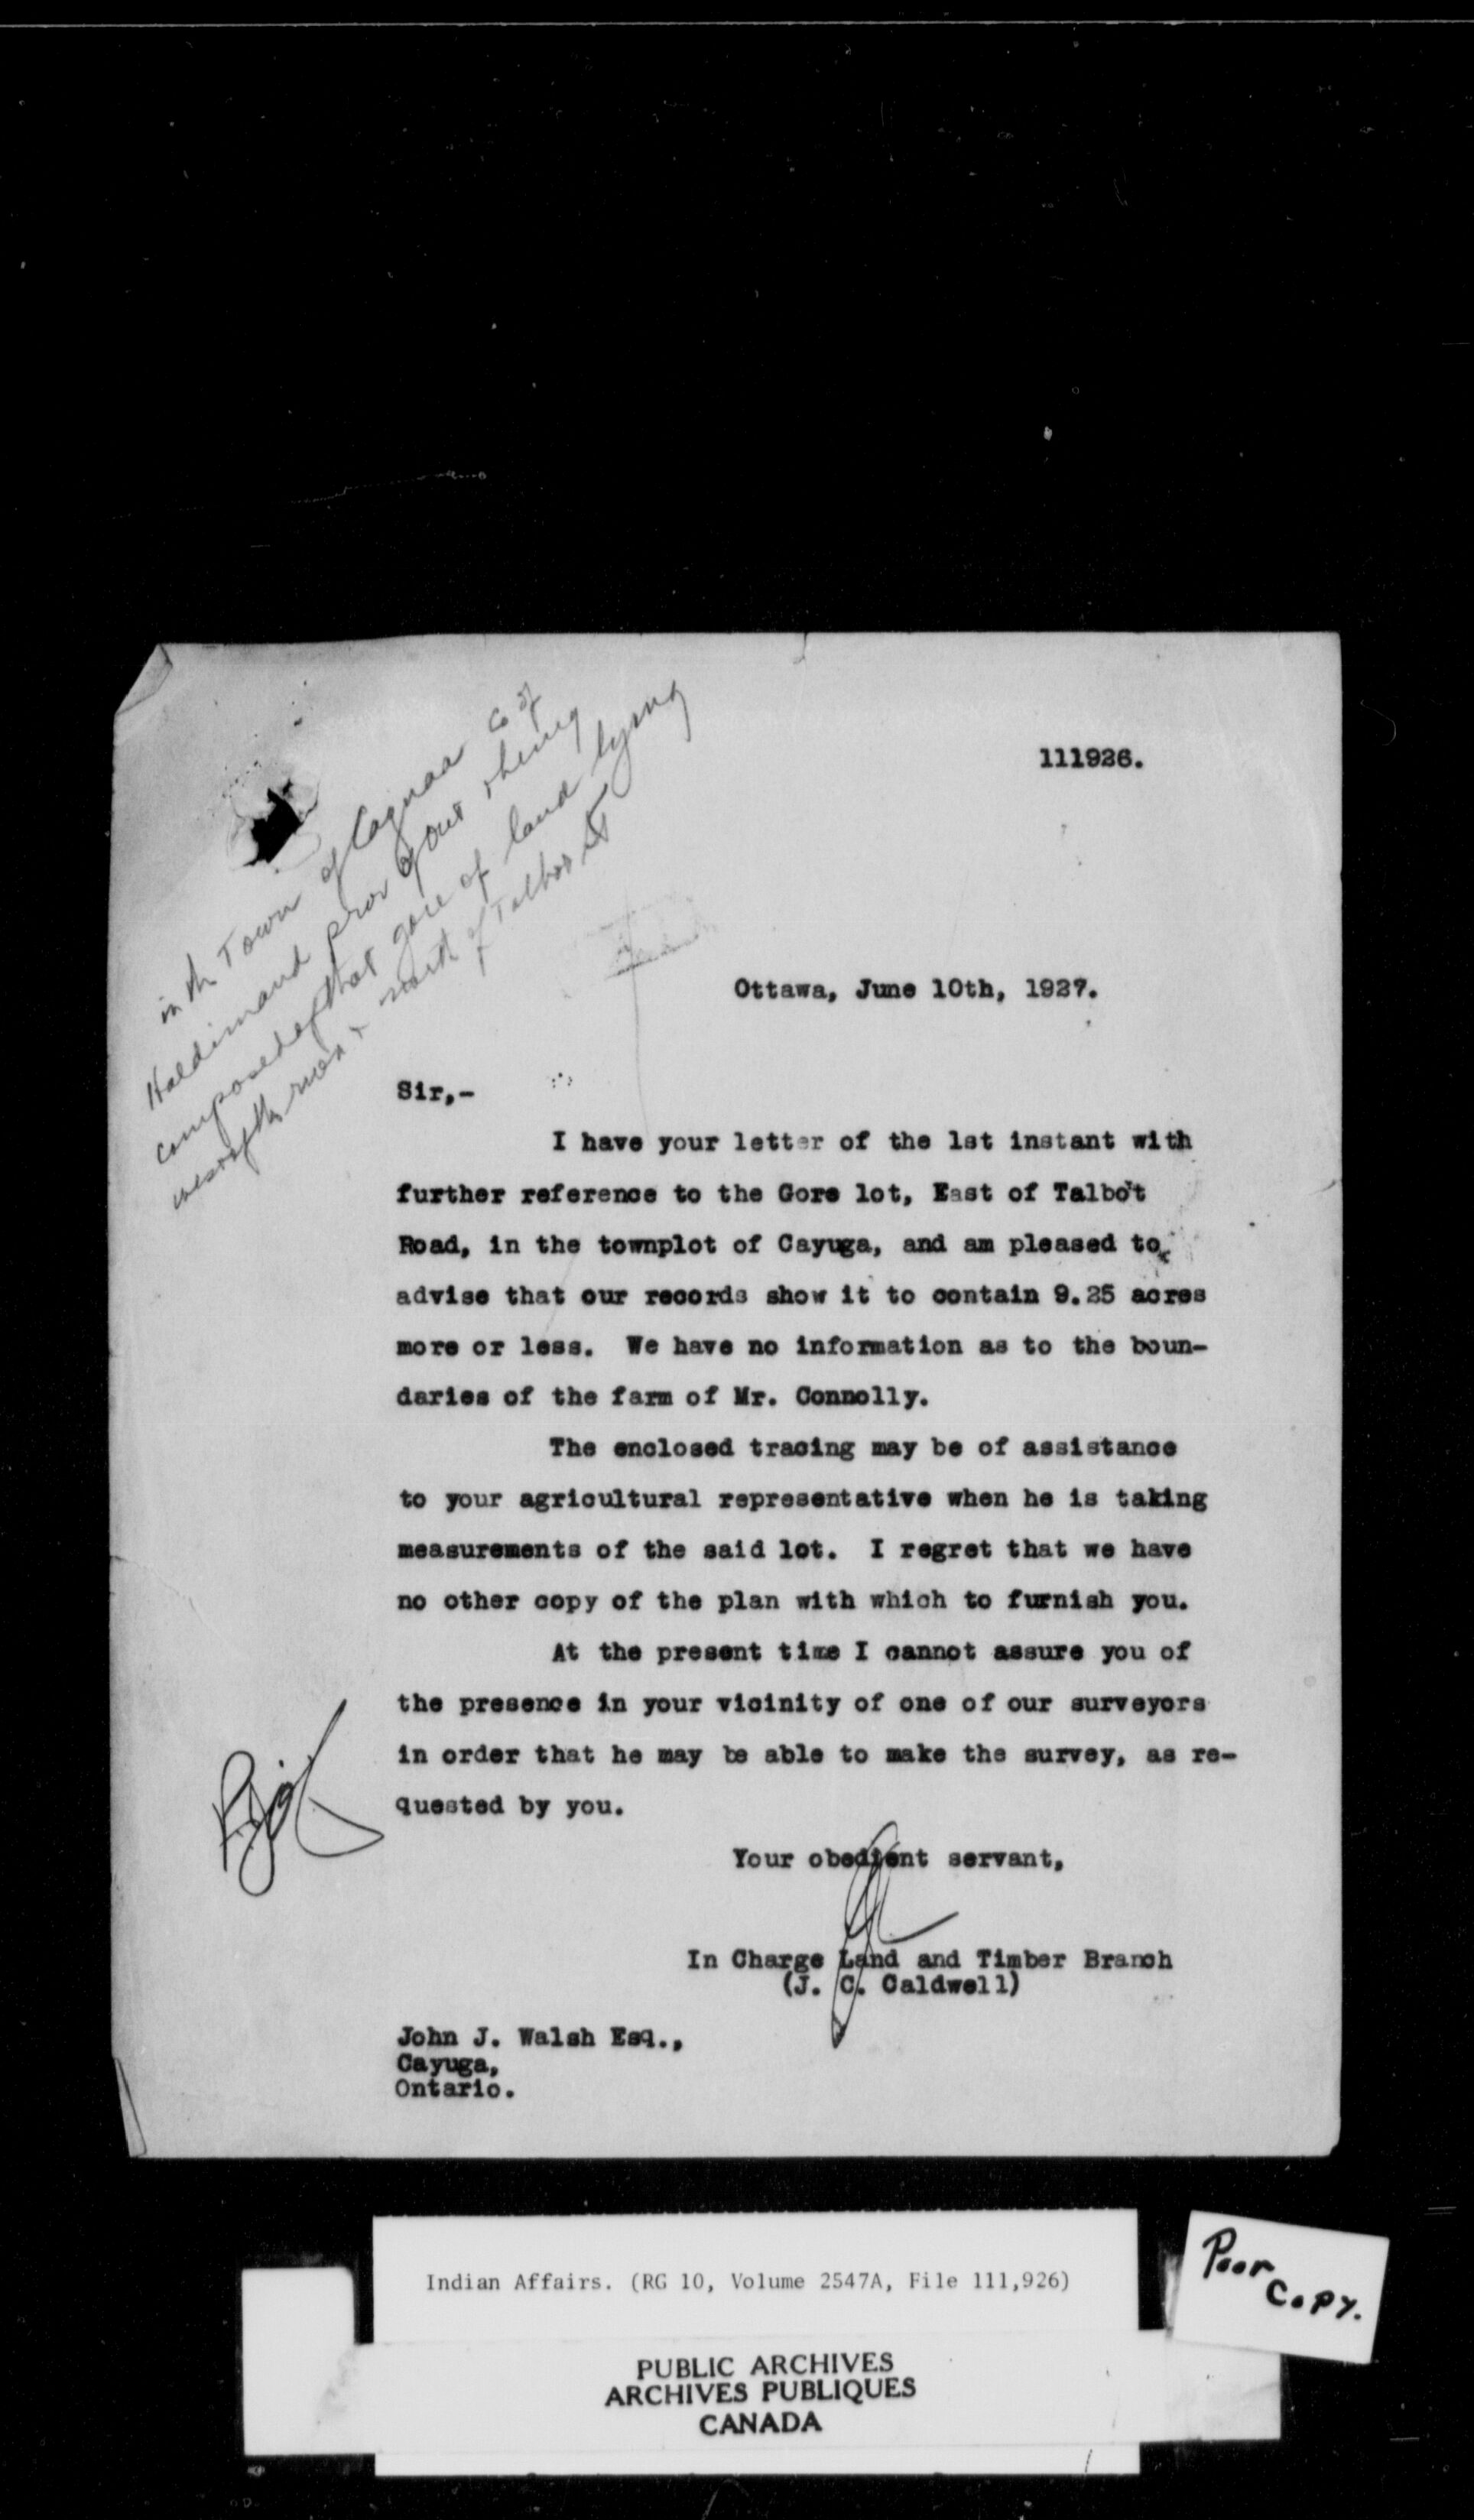 111926.
in the Town of Cayuga Co of
Haldimand prov of Ont & being
composed of that gore of land lying
west of the river & north of Talbot St
Ottawa, June 10th, 1927.
Sir,-
I have your letter of the 1st instant with
further reference to the Gore lot, East of Talbot
Road, in the townplot of Cayuga, and am pleased to
advise that our records show it to contain 9.25 acres
more or less. We have no information as to the boun-
daries of the farm of Mr. Connolly.
The enclosed tracing may be of assistance
to your agricultural representative when he is taking
measurements of the said lot. I regret that we have
no other copy of the plan with which to furnish you.
At the present time I cannot assure you of
the presence in your vicinity of one of our surveyors
in order that he may be able to make the survey, as re-
quested by you.
Your obedient servant,
In Charge Land and Timber Branch
(J. C. Caldwell)
John J. Walsh Esq.,
Cayuga,
Ontario.
Indian Affairs. (RG 10, Volume 2547A, File 111,926)
PUBLIC ARCHIVES
ARCHIVES PUBLIQUES
CANADA
Poor
Copy.